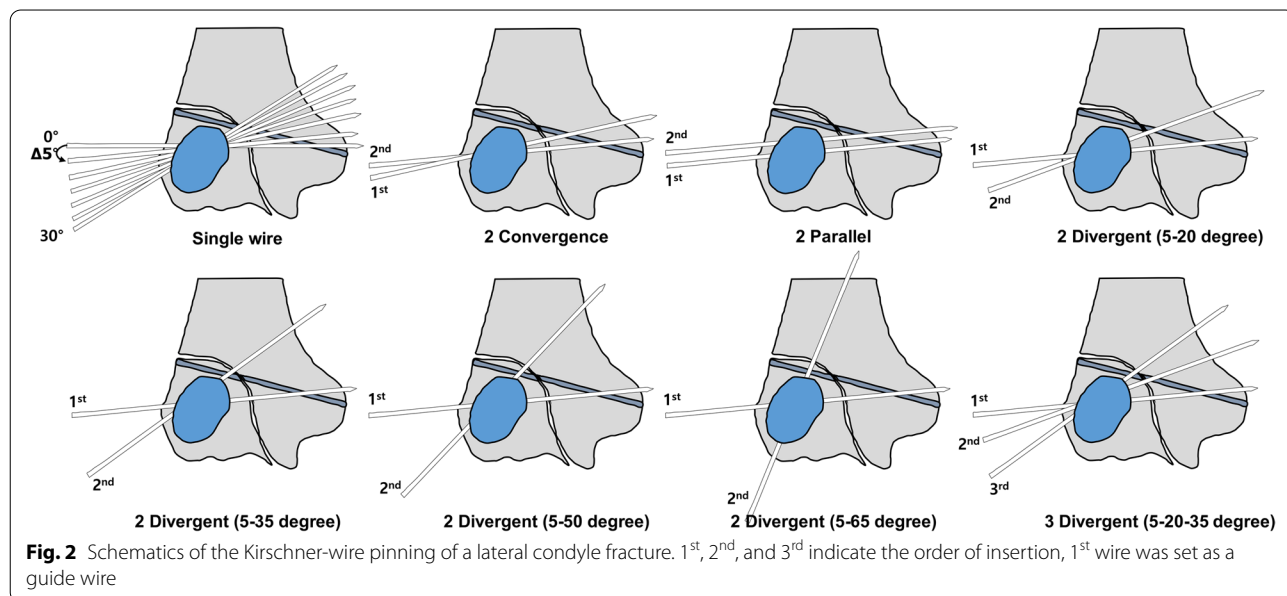 0°
Δ5°
30°
Single wire
2nd
1st
2 Convergence
2nd
1st
2 Parallel
1st
2nd
2 Divergent (5-20 degree)
1st
2nd
2 Divergent (5-35 degree)
1st
2nd
2 Divergent (5-50 degree)
1st
2nd
2 Divergent (5-65 degree)
1st
2nd
3rd
3 Divergent (5-20-35 degree)
Fig. 2 Schematics of the Kirschner-wire pinning of a lateral condyle fracture. 1st, 2nd, and 3rd indicate the order of insertion, 1st wire was set as a
guide wire